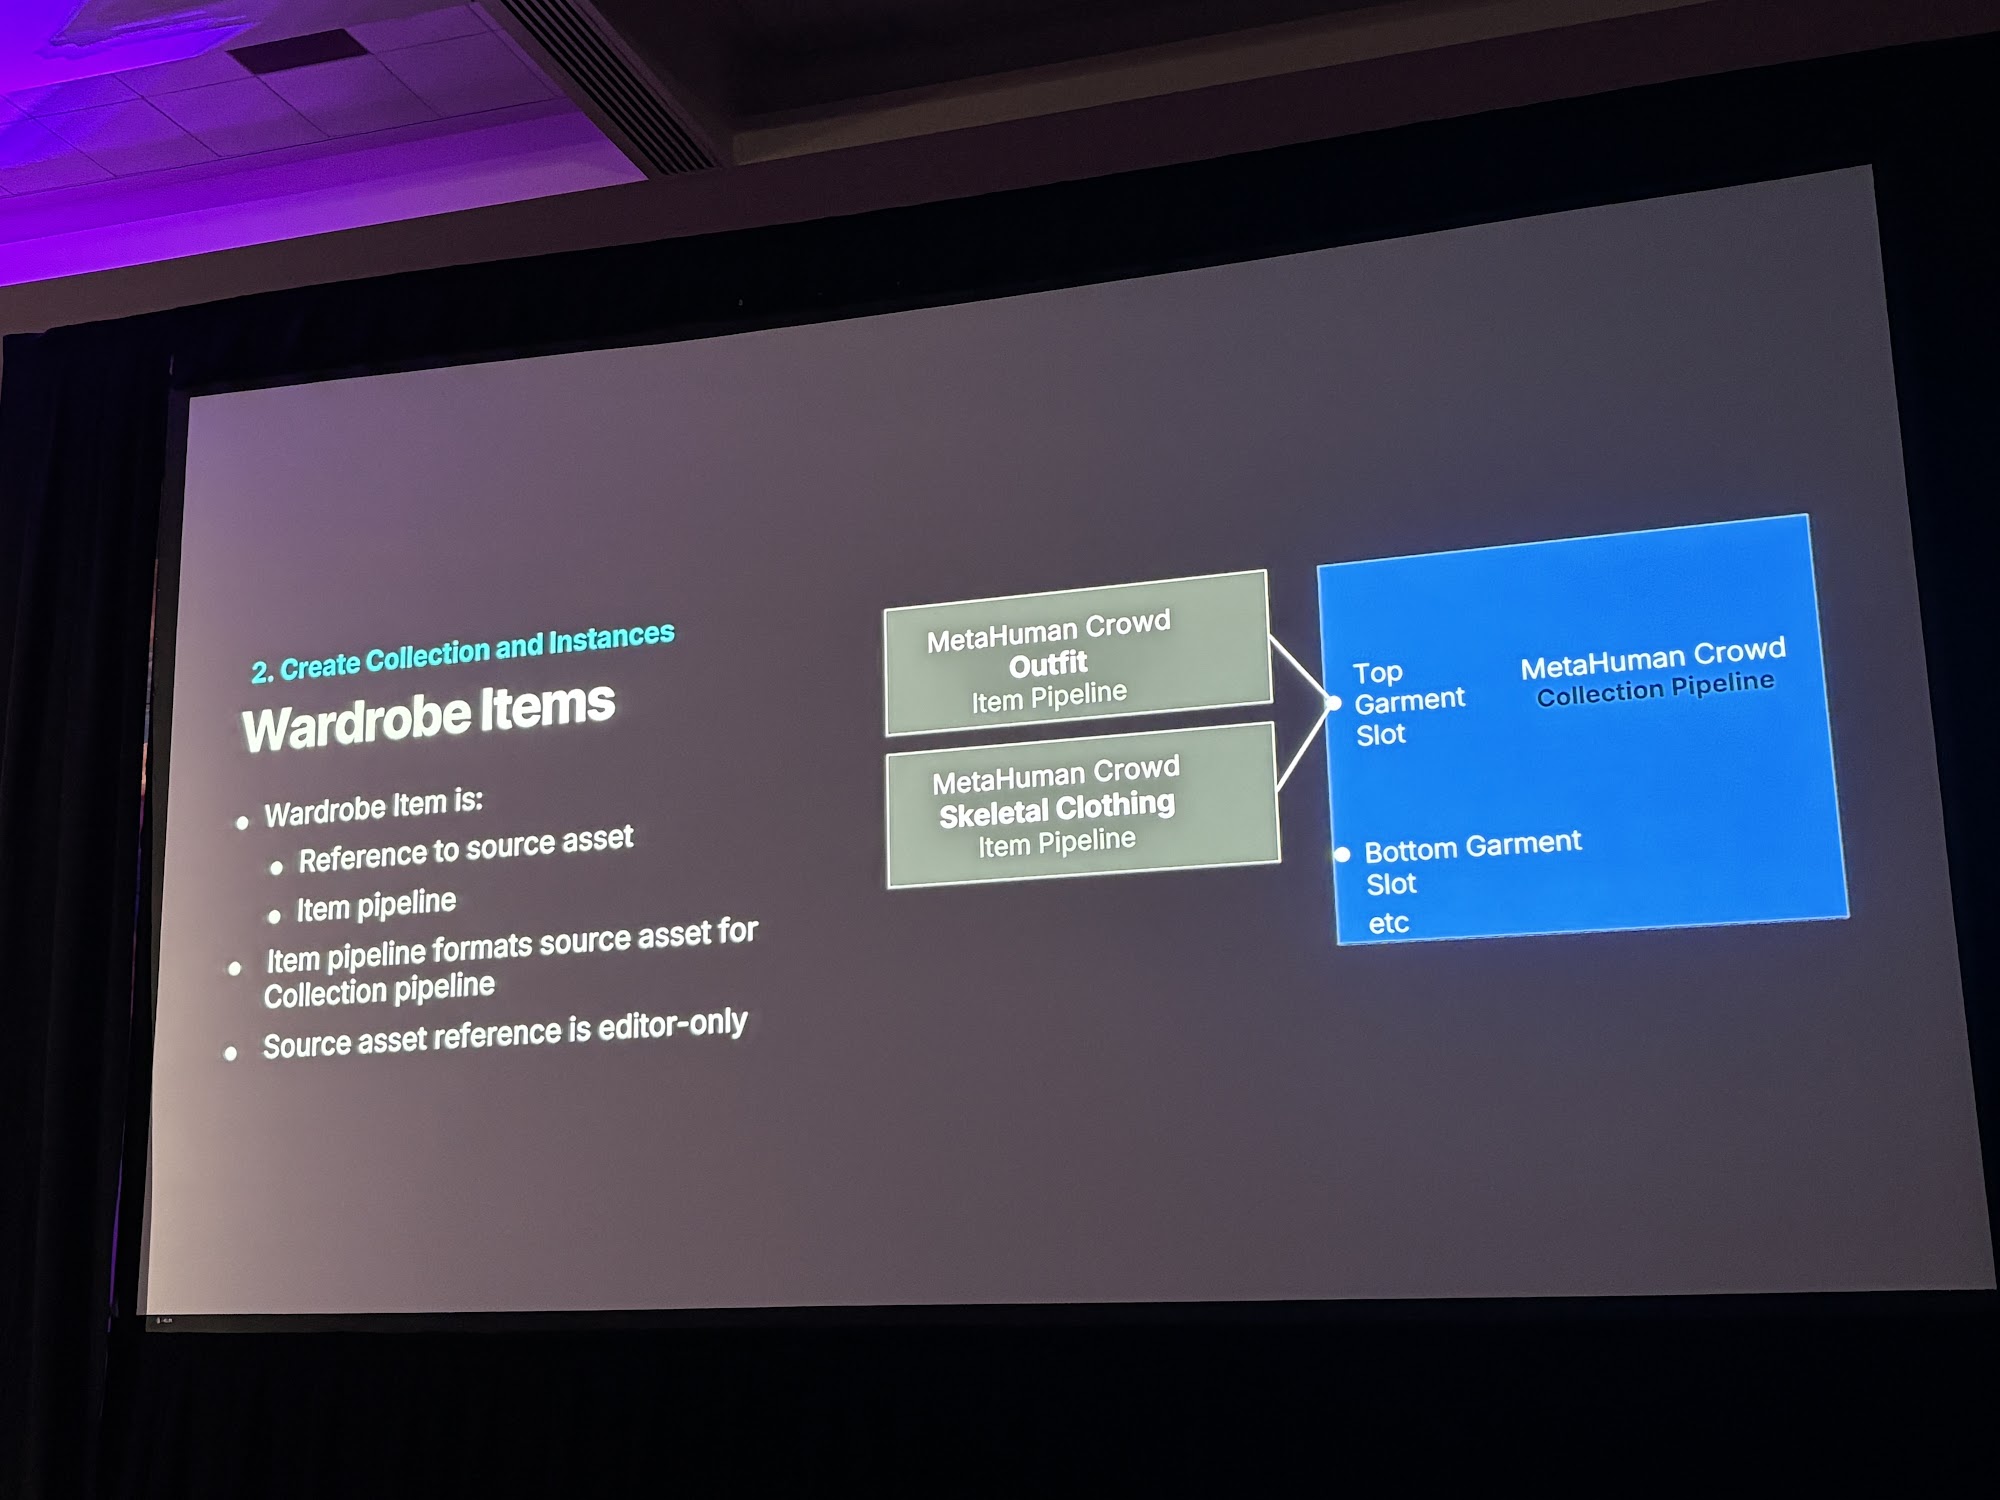 2. Create Collection and Instances
Wardrobe Items
• Wardrobe Item is:
• Reference to source asset
• Item pipeline
• Item pipeline formats source asset for
Collection pipeline
• Source asset reference is editor-only
MetaHuman Crowd
Outfit
Item Pipeline
MetaHuman Crowd
Skeletal Clothing
Item Pipeline
Top
Garment
Slot
MetaHuman Crowd
Collection Pipeline
Bottom Garment
Slot
etc